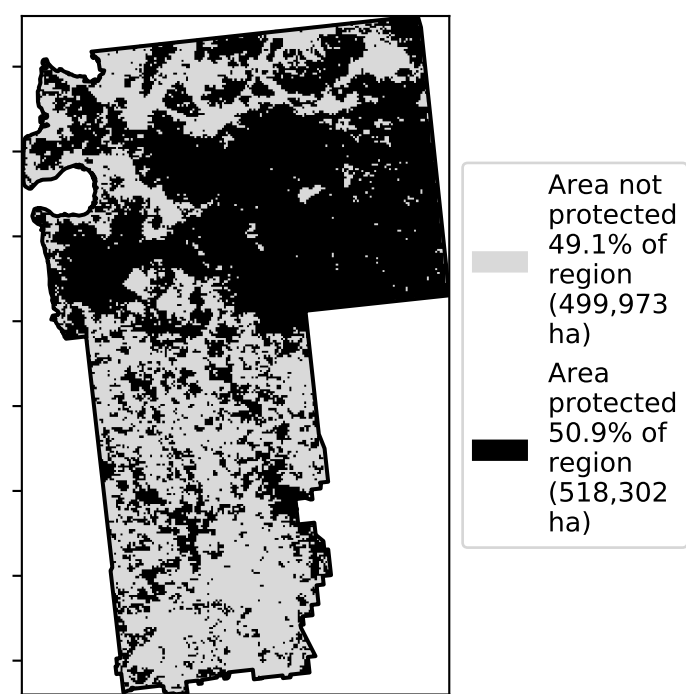 Area not
protected
49.1% of
region
(499,973
ha)
Area
protected
50.9% of
region
(518,302
ha)